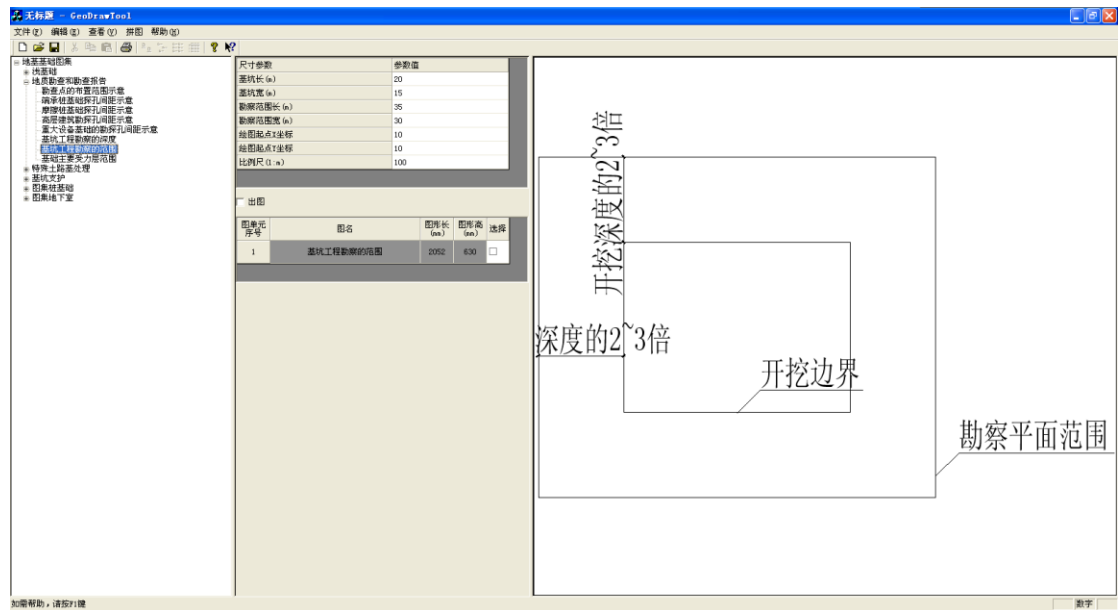 无标题 - GeoDrawTool
文件(F) 编辑(E) 查看(V) 拼图 帮助(H)
地基基础图集
浅基础
地质勘查和勘查报告
勘查点的布置范围示意
端承桩基础探孔间距示意
摩擦桩基础探孔间距示意
高层建筑勘探孔间距示意
重大设备基础的勘探孔间距示意
基坑工程勘察的深度
基坑工程勘察的范围
基础主要受力层范围
特殊土路基处理
基坑支护
图集桩基础
图集地下室
尺寸参数 参数值
基坑长(m) 20
基坑宽(m) 15
勘察范围长(m) 35
勘察范围宽(m) 30
绘图起点X坐标 10
绘图起点Y坐标 10
比例尺(1:n) 100
出图
图单元序号 图名 图形长(mm) 图形高(mm) 选择
1 基坑工程勘察的范围 2052 630
开挖深度的2~3倍
深度的2~3倍
开挖边界
勘察平面范围
如需帮助,请按F1键
数字